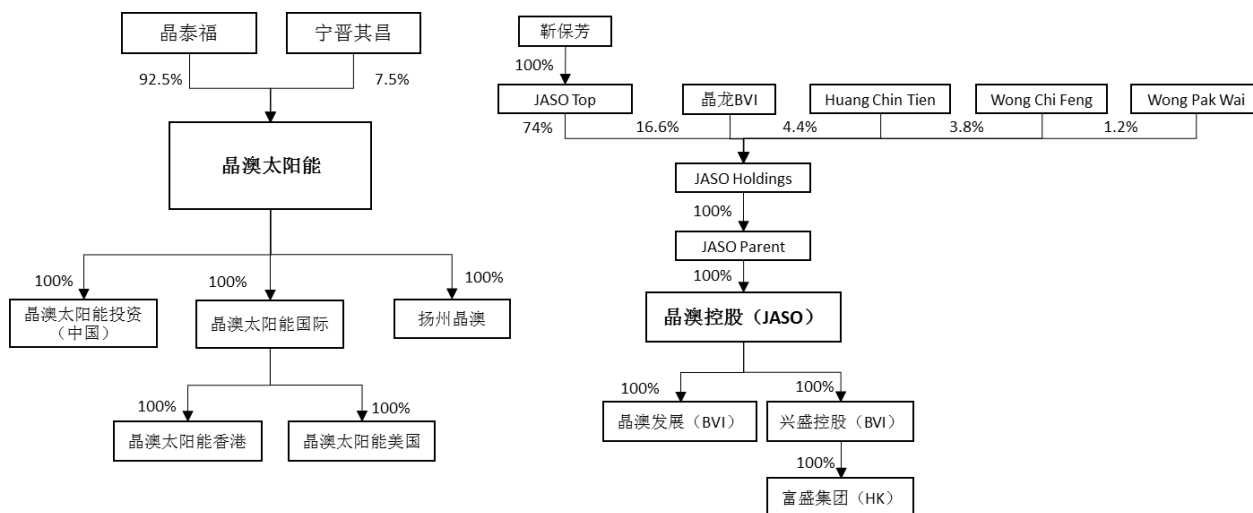 晶泰福
宁晋其昌
92.5%
7.5%
晶澳太阳能
100%
100%
100%
晶澳太阳能投资
（中国）
晶澳太阳能国际
扬州晶澳
100%
100%
晶澳太阳能香港
晶澳太阳能美国
靳保芳
100%
JASO Top
晶龙BVI
Huang Chin Tien
Wong Chi Feng
Wong Pak Wai
74%
16.6%
4.4%
3.8%
1.2%
JASO Holdings
100%
JASO Parent
100%
晶澳控股（JASO）
100%
100%
晶澳发展（BVI）
兴盛控股（BVI）
100%
富盛集团（HK）